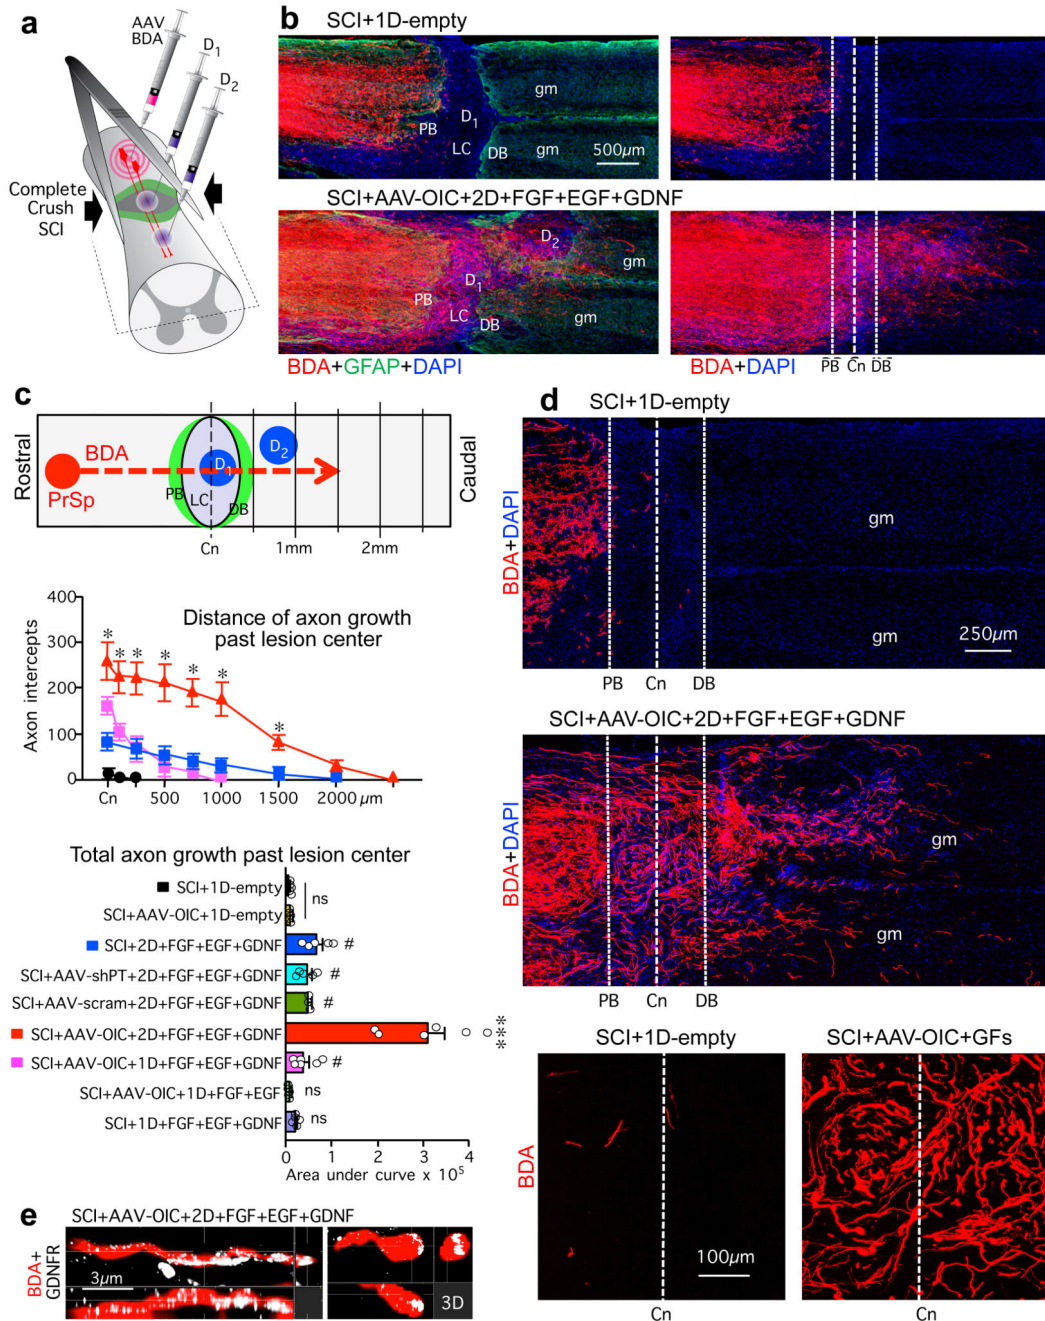 a
AAV
BDA
D1
D2
Complete
Crush
SCI
b
SCI+1D-empty
gm
D1
PB
LC
DB
gm
500µm
SCI+AAV-OIC+2D+FGF+EGF+GDNF
D2
gm
D1
PB
LC
gm
DB
BDA+GFAP+DAPI
BDA+DAPI
PB
Cn
DB
c
Rostral
BDA
D2
D1
PrSp
PB
LC
DB
Caudal
Cn
1mm
2mm
Distance of axon growth
past lesion center
Axon intercepts
400
300
200
100
0
* * * * * * *
Cn
500
1000
1500
2000 µm
Total axon growth past lesion center
SCI+1D-empty
ns
SCI+AAV-OIC+1D-empty
SCI+2D+FGF+EGF+GDNF
#
SCI+AAV-shPT+2D+FGF+EGF+GDNF
#
SCI+AAV-scram+2D+FGF+EGF+GDNF
#
SCI+AAV-OIC+2D+FGF+EGF+GDNF
***
SCI+AAV-OIC+1D+FGF+EGF+GDNF
#
SCI+AAV-OIC+1D+FGF+EGF
ns
SCI+1D+FGF+EGF+GDNF
ns
0
1
2
3
4
Area under curve x 10⁵
d
SCI+1D-empty
BDA+DAPI
gm
gm
250µm
PB
Cn
DB
SCI+AAV-OIC+2D+FGF+EGF+GDNF
BDA+DAPI
gm
gm
PB
Cn
DB
SCI+1D-empty
SCI+AAV-OIC+GFs
BDA
100µm
Cn
Cn
e
SCI+AAV-OIC+2D+FGF+EGF+GDNF
BDA+
GDNFR
3µm
3D